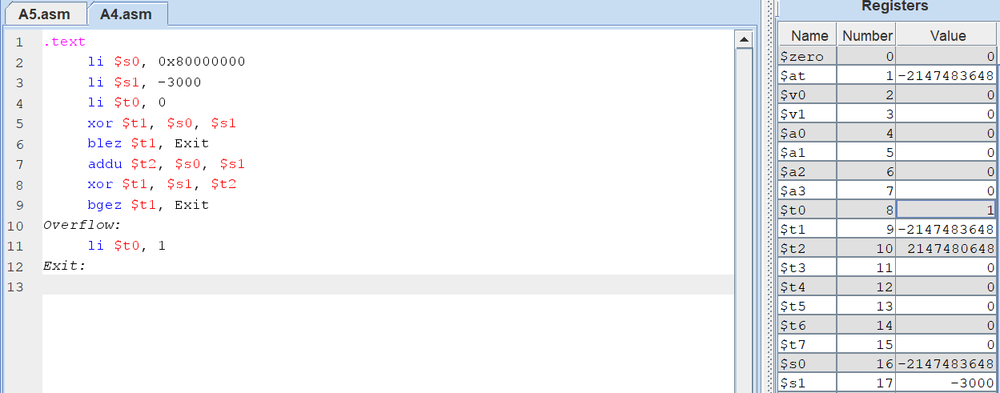 A5.asm A4.asm
1 .text
2 li $s0, 0x80000000
3 li $s1, -3000
4 li $t0, 0
5 xor $t1, $s0, $s1
6 blez $t1, Exit
7 addu $t2, $s0, $s1
8 xor $t1, $s1, $t2
9 bgez $t1, Exit
10 Overflow:
11 li $t0, 1
12 Exit:
13
Registers
Name Number Value
$zero 0 0
$at 1 -2147483648
$v0 2 0
$v1 3 0
$a0 4 0
$a1 5 0
$a2 6 0
$a3 7 0
$t0 8 1
$t1 9 -2147483648
$t2 10 2147480648
$t3 11 0
$t4 12 0
$t5 13 0
$t6 14 0
$t7 15 0
$s0 16 -2147483648
$s1 17 -3000